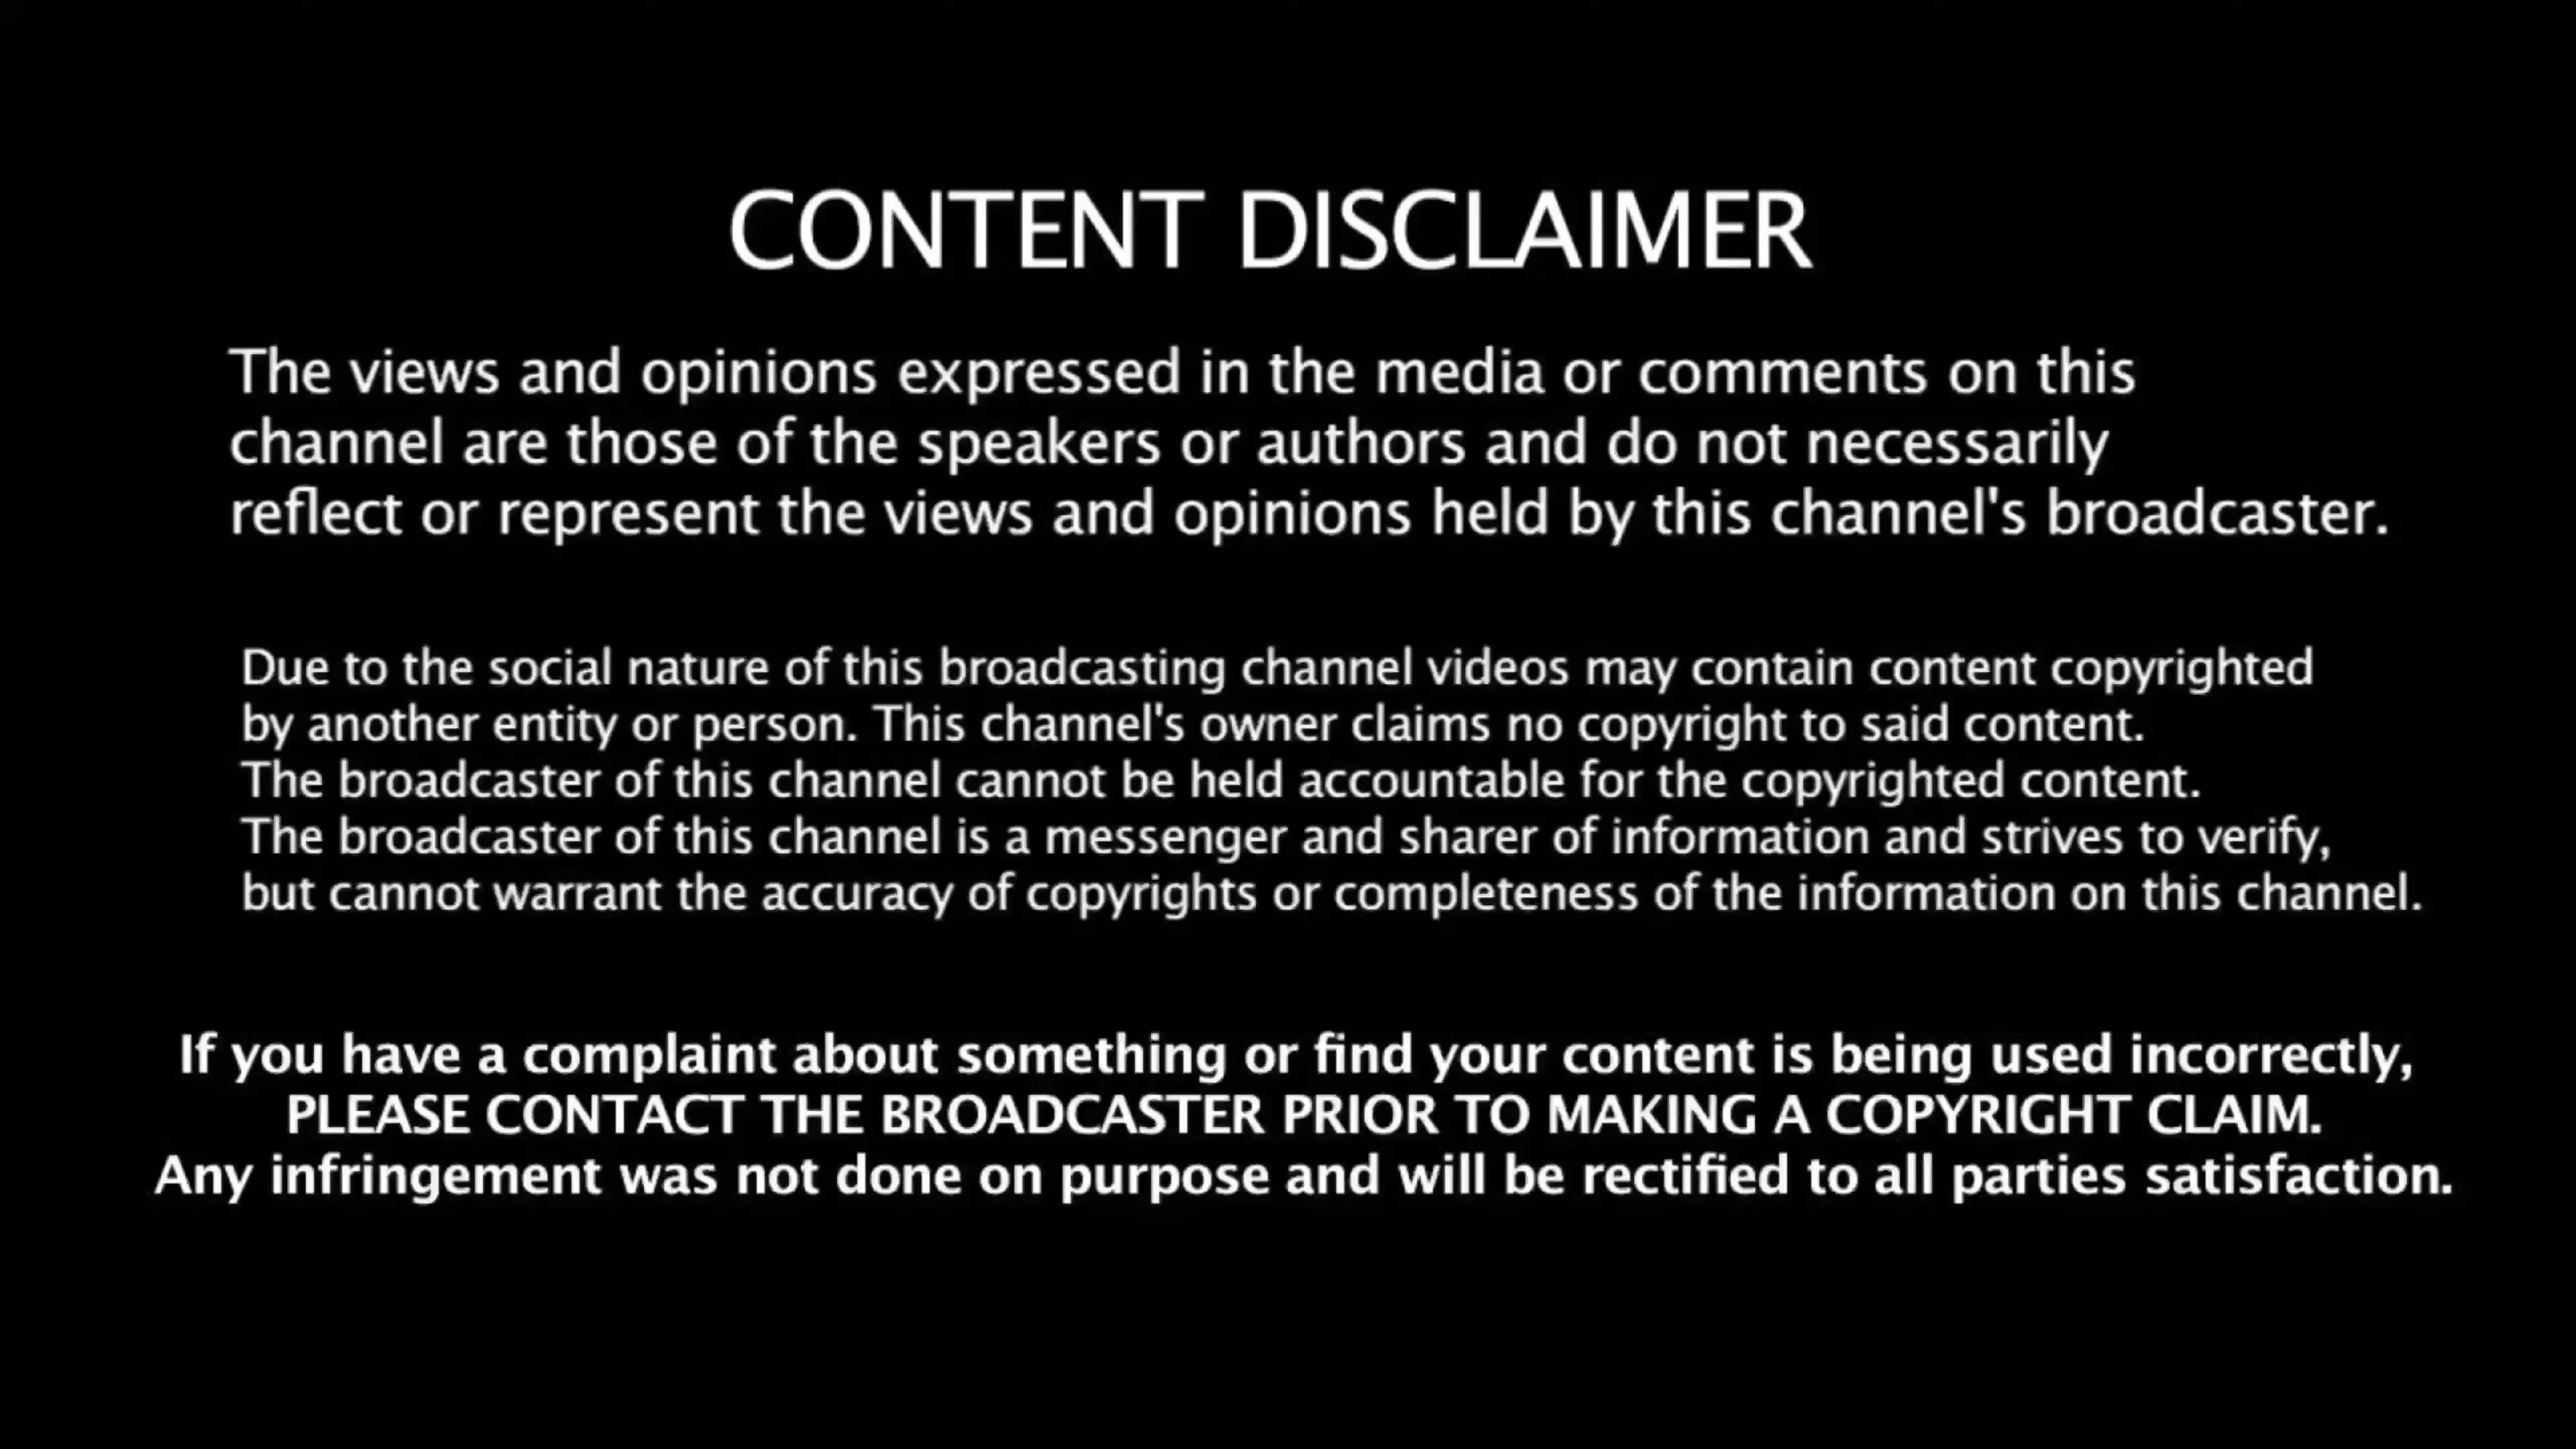 CONTENT DISCLAIMER
The views and opinions expressed in the media or comments on this
channel are those of the speakers or authors and do not necessarily
reflect or represent the views and opinions held by this channel's broadcaster.
Due to the social nature of this broadcasting channel videos may contain content copyrighted
by another entity or person. This channel's owner claims no copyright to said content.
The broadcaster of this channel cannot be held accountable for the copyrighted content.
The broadcaster of this channel is a messenger and sharer of information and strives to verify,
but cannot warrant the accuracy of copyrights or completeness of the information on this channel.
If you have a complaint about something or find your content is being used incorrectly,
PLEASE CONTACT THE BROADCASTER PRIOR TO MAKING A COPYRIGHT CLAIM.
Any infringement was not done on purpose and will be rectified to all parties satisfaction.